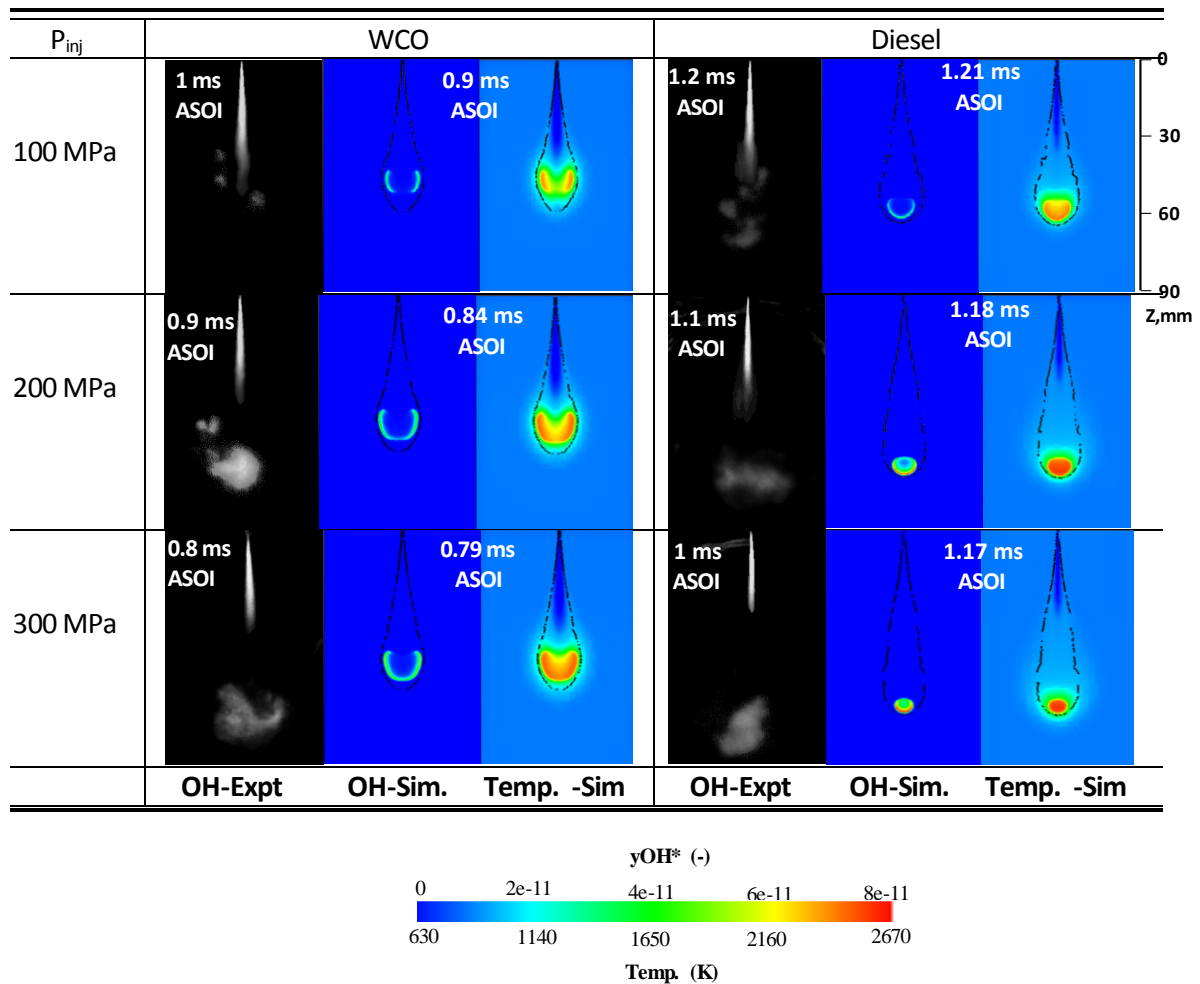 P_inj WCO Diesel
100 MPa
1 ms
ASOI
0.9 ms
ASOI
1.2 ms
ASOI
1.21 ms
ASOI
0
30
60
90
Z,mm
200 MPa
0.9 ms
ASOI
0.84 ms
ASOI
1.1 ms
ASOI
1.18 ms
ASOI
300 MPa
0.8 ms
ASOI
0.79 ms
ASOI
1 ms
ASOI
1.17 ms
ASOI
OH-Expt OH-Sim. Temp. -Sim OH-Expt OH-Sim. Temp. -Sim
yOH* (-)
0 2e-11 4e-11 6e-11 8e-11
630 1140 1650 2160 2670
Temp. (K)